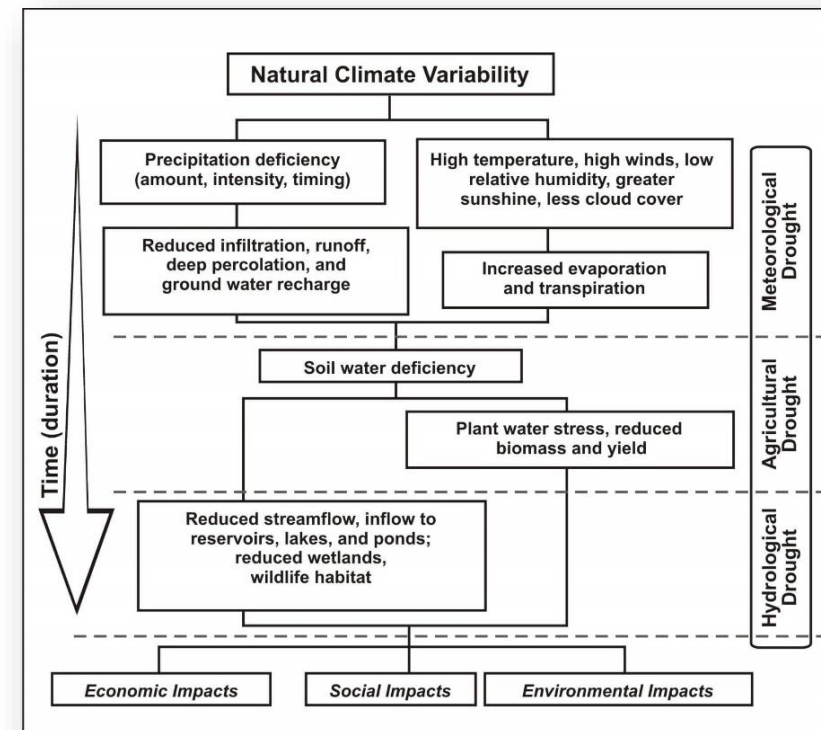 Natural Climate Variability
Precipitation deficiency
(amount, intensity, timing)
High temperature, high winds, low
relative humidity, greater
sunshine, less cloud cover
Reduced infiltration, runoff,
deep percolation, and
ground water recharge
Increased evaporation
and transpiration
Meteorological
Drought
Time (duration)
Soil water deficiency
Plant water stress, reduced
biomass and yield
Agricultural
Drought
Reduced streamflow, inflow to
reservoirs, lakes, and ponds;
reduced wetlands,
wildlife habitat
Hydrological
Drought
Economic Impacts
Social Impacts
Environmental Impacts